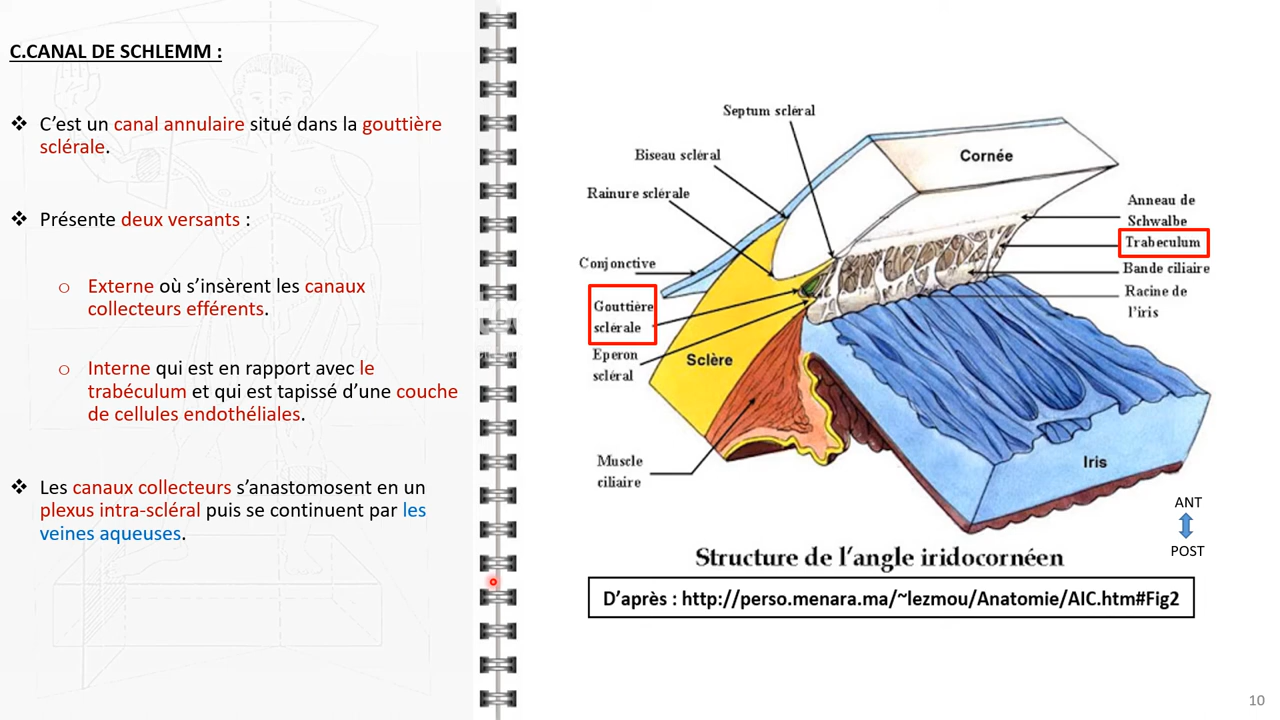 C.CANAL DE SCHLEMM :
❖ C’est un canal annulaire situé dans la gouttière
sclérale.
❖ Présente deux versants :
o Externe où s’insèrent les canaux
collecteurs efférents.
o Interne qui est en rapport avec le
trabéculum et qui est tapissé d’une couche
de cellules endothéliales.
❖ Les canaux collecteurs s’anastomosent en un
plexus intra-scléral puis se continuent par les
veines aqueuses.
Septum scléral
Biseau scléral
Rainure sclérale
Conjonctive
Gouttière
sclérale
Eperon
scléral
Muscle
ciliaire
Sclère
Cornée
Anneau de
Schwalbe
Trabeculum
Bande ciliaire
Racine de
l’iris
Iris
ANT
POST
Structure de l’angle iridocornéen
D’après : http://perso.menara.ma/~lezmou/Anatomie/AIC.htm#Fig2
10